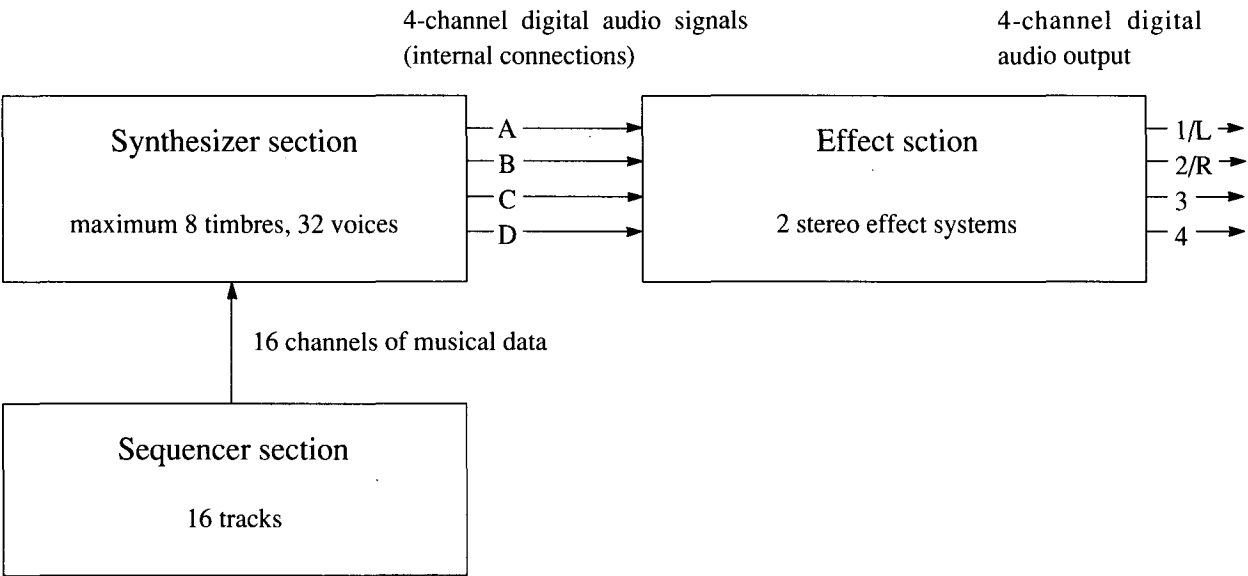 4-channel digital audio signals
(internal connections)
4-channel digital
audio output
Synthesizer section
maximum 8 timbres, 32 voices
A
B
C
D
Effect sction
2 stereo effect systems
1/L
2/R
3
4
16 channels of musical data
Sequencer section
16 tracks